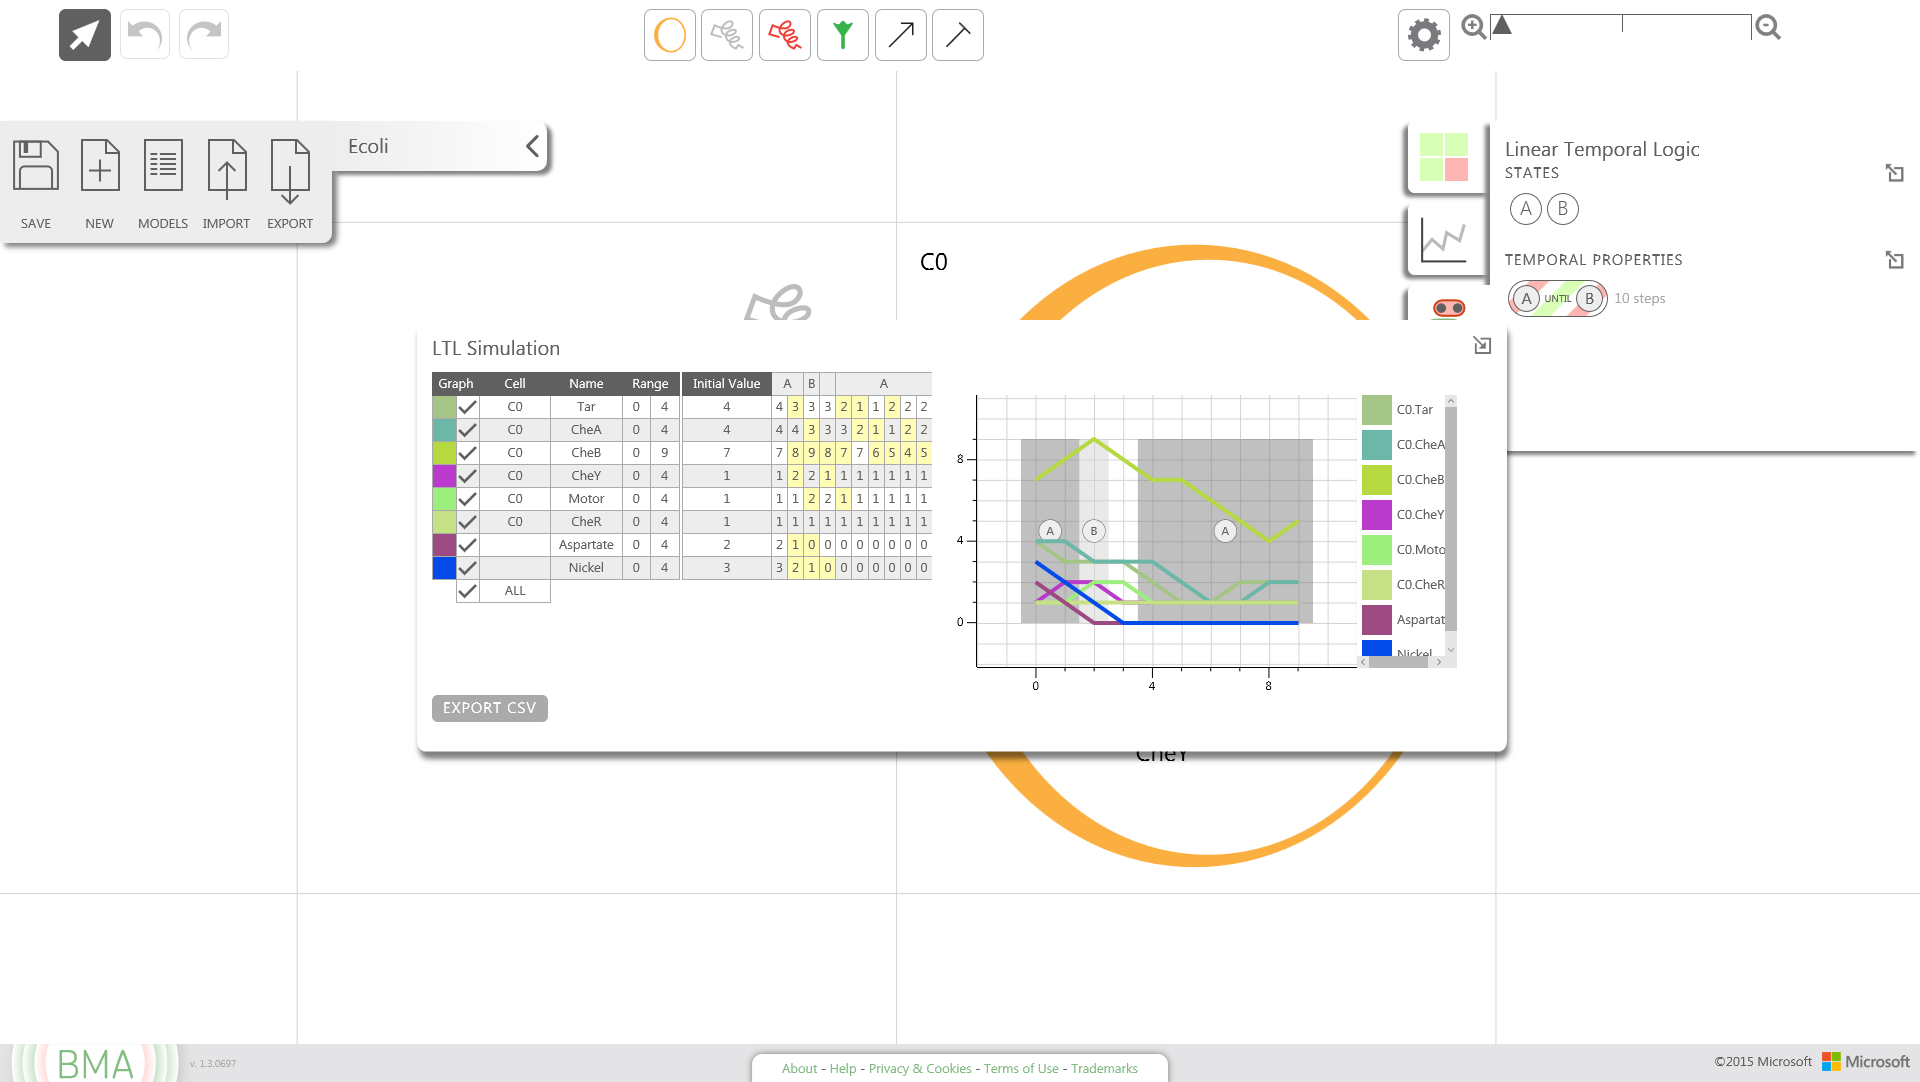 Ecoli
SAVE NEW MODELS IMPORT EXPORT
C0
Linear Temporal Logic
STATES
A B
TEMPORAL PROPERTIES
A UNTIL B 10 steps
LTL Simulation
Graph Cell Name Range Initial Value A B A
C0 Tar 0 4 4 4 3 3 3 2 1 1 2 2 2
C0 CheA 0 4 4 4 4 3 3 3 2 1 1 2 2
C0 CheB 0 9 7 7 8 9 8 7 7 6 5 4 5
C0 CheY 0 4 1 1 2 2 1 1 1 1 1 1 1
C0 Motor 0 4 1 1 1 2 2 1 1 1 1 1 1
C0 CheR 0 4 1 1 1 1 1 1 1 1 1 1 1
Aspartate 0 4 2 2 1 0 0 0 0 0 0 0 0
Nickel 0 4 3 3 2 1 0 0 0 0 0 0 0
ALL
EXPORT CSV
8
4
0
A B A
0 4 8
C0.Tar
C0.CheA
C0.CheB
C0.CheY
C0.Moto
C0.CheR
Aspartat
Nickel
CheY
BMA
v. 1.3.0697
About - Help - Privacy & Cookies - Terms of Use - Trademarks
©2015 Microsoft Microsoft